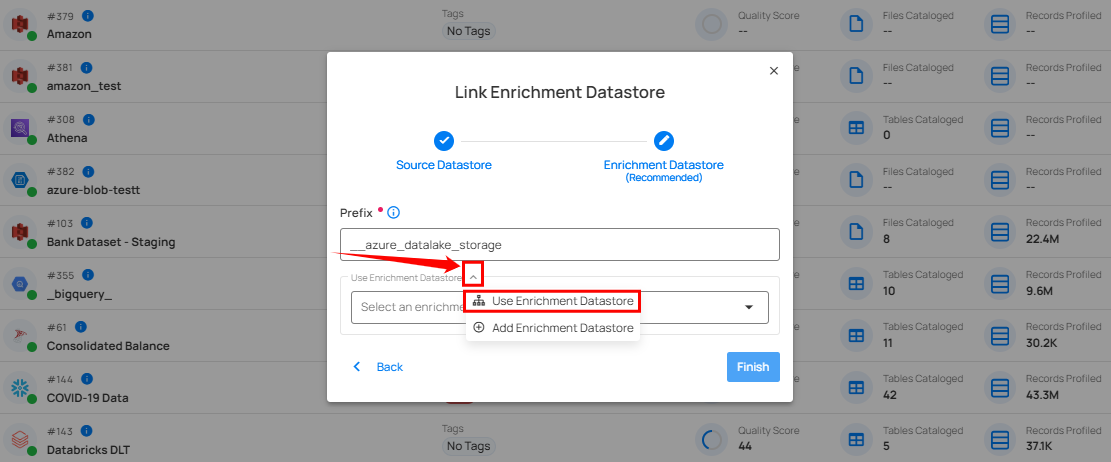 #379
Amazon
Tags
No Tags
Quality Score
--
Files Cataloged
--
Records Profiled
--
#381
amazon_test
Files Cataloged
--
Records Profiled
--
#308
Athena
Tables Cataloged
0
Records Profiled
--
#382
azure-blob-testt
Files Cataloged
--
Records Profiled
--
#103
Bank Dataset - Staging
Files Cataloged
8
Records Profiled
22.4M
#355
_bigquery_
Tables Cataloged
10
Records Profiled
9.6M
#61
Consolidated Balance
Tables Cataloged
11
Records Profiled
30.2K
#144
COVID-19 Data
Tables Cataloged
42
Records Profiled
43.3M
#143
Databricks DLT
Tags
No Tags
Quality Score
44
Tables Cataloged
5
Records Profiled
37.1K
Link Enrichment Datastore
Source Datastore
Enrichment Datastore
(Recommended)
Prefix
__azure_datalake_storage
Use Enrichment Datastore
Select an
Use Enrichment Datastore
Add Enrichment Datastore
Back
Finish